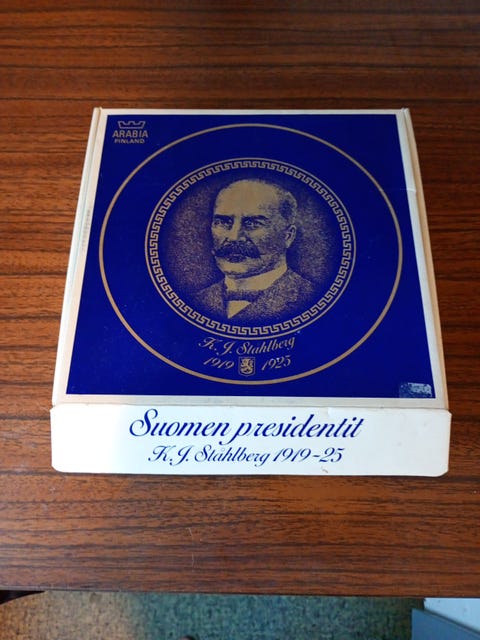 ARABIA
FINLAND
K. J. Ståhlberg
1919 1925
Suomen presidentit
K.J. Ståhlberg 1919-25